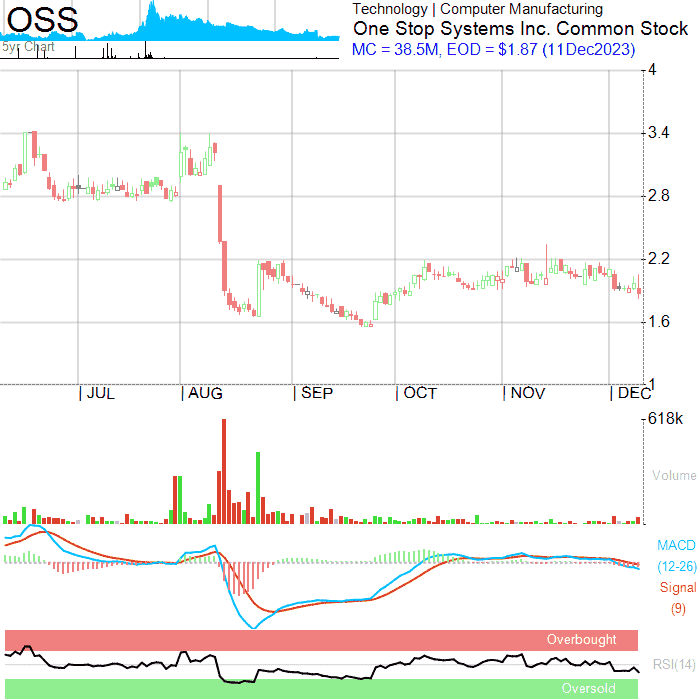 OSS
5yr Chart
Technology | Computer Manufacturing
One Stop Systems Inc. Common Stock
MC = 38.5M, EOD = $1.87 (11Dec2023)
4
3.4
2.8
2.2
1.6
1
JUL AUG SEP OCT NOV DEC
618k
Volume
MACD
(12-26)
Signal
(9)
Overbought
RSI(14)
Oversold